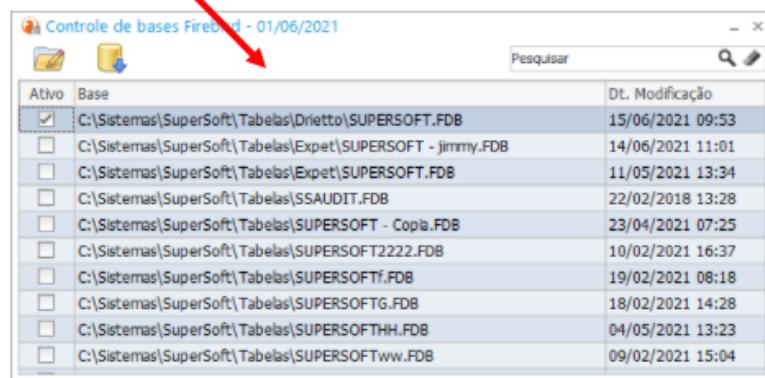 Controle de bases Firebird - 01/06/2021
Pesquisar
Ativo Base Dt. Modificação
C:\Sistemas\SuperSoft\Tabelas\Drietto\SUPERSOFT.FDB 15/06/2021 09:53
C:\Sistemas\SuperSoft\Tabelas\Expet\SUPERSOFT - jimmy.FDB 14/06/2021 11:01
C:\Sistemas\SuperSoft\Tabelas\Expet\SUPERSOFT.FDB 11/05/2021 13:34
C:\Sistemas\SuperSoft\Tabelas\SSAUDIT.FDB 22/02/2018 13:28
C:\Sistemas\SuperSoft\Tabelas\SUPERSOFT - Copia.FDB 23/04/2021 07:25
C:\Sistemas\SuperSoft\Tabelas\SUPERSOFT2222.FDB 10/02/2021 16:37
C:\Sistemas\SuperSoft\Tabelas\SUPERSOFTf.FDB 19/02/2021 08:18
C:\Sistemas\SuperSoft\Tabelas\SUPERSOFTG.FDB 18/02/2021 14:28
C:\Sistemas\SuperSoft\Tabelas\SUPERSOFTHH.FDB 04/05/2021 13:23
C:\Sistemas\SuperSoft\Tabelas\SUPERSOFTww.FDB 09/02/2021 15:04